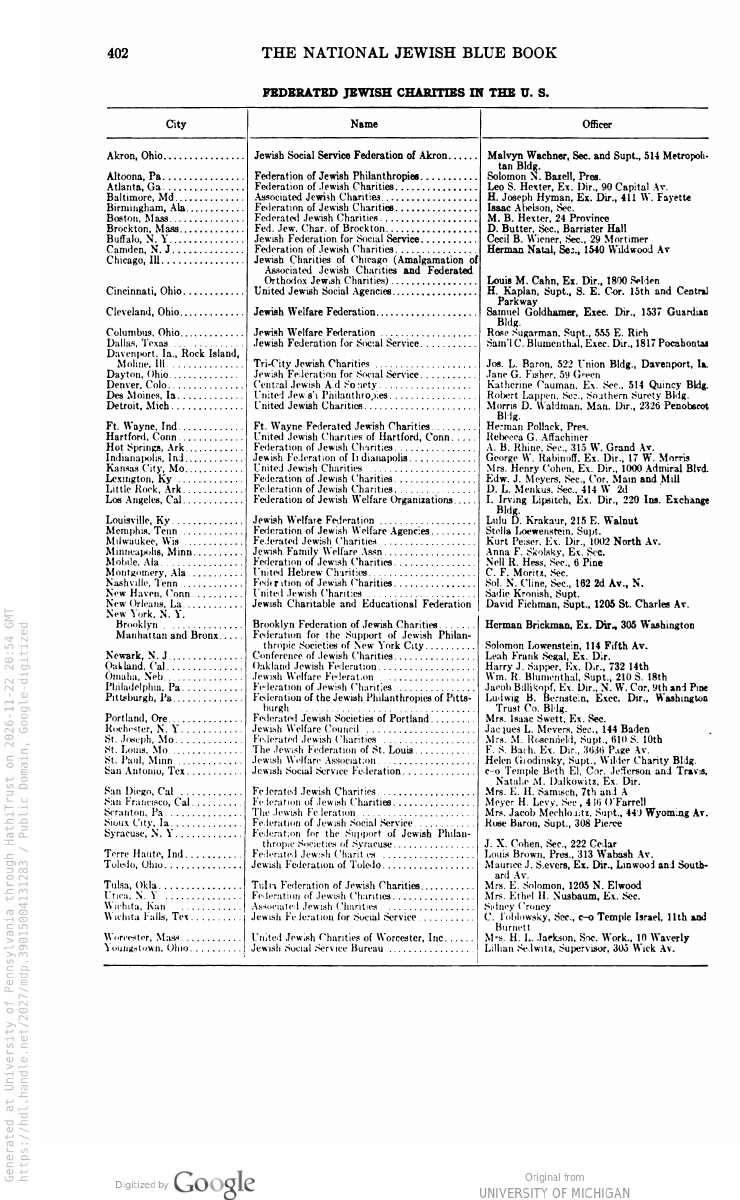 402 THE NATIONAL JEWISH BLUE BOOK
FEDERATED JEWISH CHARITIES IN THE U. S.
City Name Officer
Akron, Ohio................ Jewish Social Service Federation of Akron...... Malvyn Wachner, Sec. and Supt., 514 Metropoli-
tan Bldg.
Altoona, Pa................ Federation of Jewish Philanthropies........... Solomon N. Bazell, Pres.
Atlanta, Ga................ Federation of Jewish Charities................ Leo S. Hexter, Ex. Dir., 90 Capital Av.
Baltimore, Md.............. Associated Jewish Charities................... H. Joseph Hyman, Ex. Dir., 411 W. Fayette
Birmingham, Ala............ Federation of Jewish Charities................ Isaac Abelson, Sec.
Boston, Mass............... Federated Jewish Charities.................... M. B. Hexter, 24 Province
Brockton, Mass............. Fed. Jew. Char. of Brockton................... D. Butter, Sec., Barrister Hall
Buffalo, N. Y.............. Jewish Federation for Social Service........... Cecil B. Wiener, Sec., 29 Mortimer
Camden, N. J............... Federation of Jewish Charities................ Herman Natal, Sec., 1540 Wildwood Av
Chicago, Ill................ Jewish Charities of Chicago (Amalgamation of
Associated Jewish Charities and Federated
Orthodox Jewish Charities)................. Louis M. Cahn, Ex. Dir., 1800 Selden
Cincinnati, Ohio............ United Jewish Social Agencies................ H. Kaplan, Supt., S. E. Cor. 15th and Central
Parkway
Cleveland, Ohio............ Jewish Welfare Federation.................... Samuel Goldhamer, Exec. Dir., 1537 Guardian
Bldg.
Columbus, Ohio............ Jewish Welfare Federation ................... Rose Sugarman, Supt., 555 E. Rich
Dallas, Texas ............. Jewish Federation for Social Service........... Sam'l C. Blumenthal, Exec. Dir., 1817 Pocahontas
Davenport, Ia., Rock Island,
Moline, Ill ............... Tri-City Jewish Charities .................... Jos. L. Baron, 522 Union Bldg., Davenport, Ia.
Dayton, Ohio.............. Jewish Federation for Social Service........... Jane G. Fisher, 59 Green
Denver, Colo............... Central Jewish Aid Society................... Katherine Cauman, Ex. Sec., 514 Quincy Bldg.
Des Moines, Ia............. United Jewish Philanthropies................. Robert Lappen, Sec., Southern Surety Bldg.
Detroit, Mich.............. United Jewish Charities...................... Morris D. Waldman, Man. Dir., 2326 Penobscot
Bldg.
Ft. Wayne, Ind............. Ft. Wayne Federated Jewish Charities......... Herman Pollack, Pres.
Hartford, Conn............. United Jewish Charities of Hartford, Conn..... Rebecca G. Affachiner
Hot Springs, Ark........... Federation of Jewish Charities................ A. B. Rhine, Sec., 315 W. Grand Av.
Indianapolis, Ind........... Jewish Federation of Indianapolis............. George W. Rabinoff, Ex. Dir., 17 W. Morris
Kansas City, Mo........... United Jewish Charities ..................... Mrs. Henry Cohen, Ex. Dir., 1000 Admiral Blvd.
Lexington, Ky ............. Federation of Jewish Charities................ Edw. J. Meyers, Sec., Cor. Main and Mill
Little Rock, Ark............ Federation of Jewish Charities................ D. L. Menkus, Sec., 414 W 2d
Los Angeles, Cal............ Federation of Jewish Welfare Organizations.... I. Irving Lipsitch, Ex. Dir., 220 Ins. Exchange
Bldg.
Louisville, Ky ............. Jewish Welfare Federation ................... Lulu D. Krakaur, 215 E. Walnut
Memphis, Tenn ............ Federation of Jewish Welfare Agencies......... Stella Loewenstein, Supt.
Milwaukee, Wis ............ Federated Jewish Charities................... Kurt Peiser, Ex. Dir., 1002 North Av.
Minneapolis, Minn.......... Jewish Family Welfare Assn.................. Anna F. Skolsky, Ex. Sec.
Mobile, Ala................ Federation of Jewish Charities................ Nell R. Hess, Sec., 6 Pine
Montgomery, Ala .......... United Hebrew Charities..................... C. F. Moritz, Sec.
Nashville, Tenn ............ Federation of Jewish Charities................ Sol. N. Cline, Sec., 162 2d Av., N.
New Haven, Conn .......... United Jewish Charities ..................... Sadie Kronish, Supt.
New Orleans, La............ Jewish Charitable and Educational Federation David Fichman, Supt., 1205 St. Charles Av.
New York, N. Y.
Brooklyn ................ Brooklyn Federation of Jewish Charities....... Herman Brickman, Ex. Dir., 305 Washington
Manhattan and Bronx..... Federation for the Support of Jewish Philan-
thropic Societies of New York City.......... Solomon Lowenstein, 114 Fifth Av.
Newark, N. J............... Conference of Jewish Charities................ Leah Frank Segal, Ex. Dir.
Oakland, Cal............... Oakland Jewish Federation ................... Harry J. Sapper, Ex. Dir., 732 14th
Omaha, Neb............... Jewish Welfare Federation.................... Wm. R. Blumenthal, Supt., 210 S. 18th
Philadelphia, Pa............ Federation of Jewish Charities ............... Jacob Billikopf, Ex. Dir., N. W. Cor. 9th and Pine
Pittsburgh, Pa.............. Federation of the Jewish Philanthropies of Pitts-
burgh .................................... Ludwig B. Bernstein, Exec. Dir., Washington
Trust Co. Bldg.
Portland, Ore .............. Federated Jewish Societies of Portland......... Mrs. Isaac Swett, Ex. Sec.
Rochester, N. Y............ Jewish Welfare Council ...................... Jacques L. Meyers, Sec., 144 Baden
St. Joseph, Mo............. Federated Jewish Charities .................. Mrs. M. Rosenfield, Supt., 610 S. 10th
St. Louis, Mo .............. The Jewish Federation of St. Louis............ F. S. Bach, Ex. Dir., 3636 Page Av.
St. Paul, Minn ............. Jewish Welfare Association................... Helen Grodinsky, Supt., Wilder Charity Bldg.
San Antonio, Tex........... Jewish Social Service Federation.............. c-o Temple Beth El, Cor. Jefferson and Travis,
Natalie M. Dalkowitz, Ex. Dir.
San Diego, Cal ............. Federated Jewish Charities................... Mrs. E. H. Samisch, 7th and A
San Francisco, Cal.......... Federation of Jewish Charities................ Meyer H. Levy, Sec., 436 O'Farrell
Scranton, Pa ............... The Jewish Federation ...................... Mrs. Jacob Supt., 440 Wyoming Av.
Sioux City, Ia.............. Federation of Jewish Social Service ........... Rose Baron, Supt., 308 Pierce
Syracuse, N. Y............. Federation for the Support of Jewish Philan-
thropic Societies of Syracuse................ J. X. Cohen, Sec., 222 Cedar
Terre Haute, Ind........... Federated Jewish Charities ................... Louis Brown, Pres., 313 Wabash Av.
Toledo, Ohio............... Jewish Federation of Toledo.................. Maurice J. Sievers, Ex. Dir., Linwood and South-
ard Av.
Tulsa, Okla................ Tulsa Federation of Jewish Charities........... Mrs. E. Solomon, 1205 N. Elwood
Utica, N. Y ................ Federation of Jewish Charities................ Mrs. Ethel H. Nusbaum, Ex. Sec.
Wichita, Kan .............. Associated Jewish Charities .................. Sidney Croney
Wichita Falls, Tex.......... Jewish Federation for Social Service ........... C. Toblowsky, Sec., c-o Temple Israel, 11th and
Burnett
Worcester, Mass............ United Jewish Charities of Worcester, Inc...... Mrs. H. L. Jackson, Soc. Work., 10 Waverly
Youngstown, Ohio.......... Jewish Social Service Bureau ................. Lillian Selwitz, Supervisor, 305 Wick Av.
Generated at University of Pennsylvania through HathiTrust on 2026-11-22 20:54 GMT
https://hdl.handle.net/2027/mdp.39015004131283 / Public Domain, Google-digitized
Digitized by Google
Original from
UNIVERSITY OF MICHIGAN